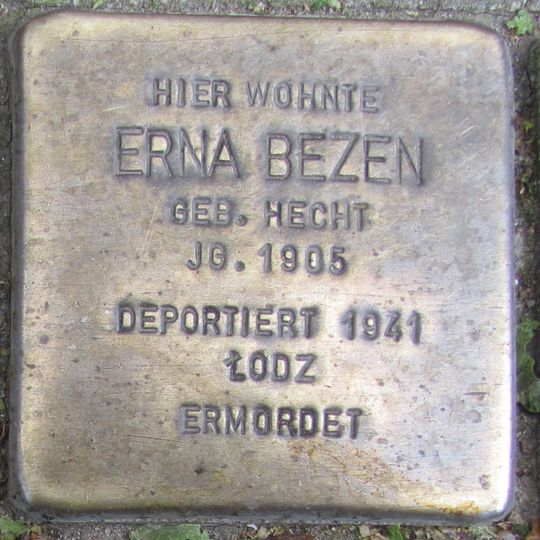 HIER WOHNTE
ERNA BEZEN
GEB. HECHT
JG. 1905
DEPORTIERT 1941
ŁODZ
ERMORDET